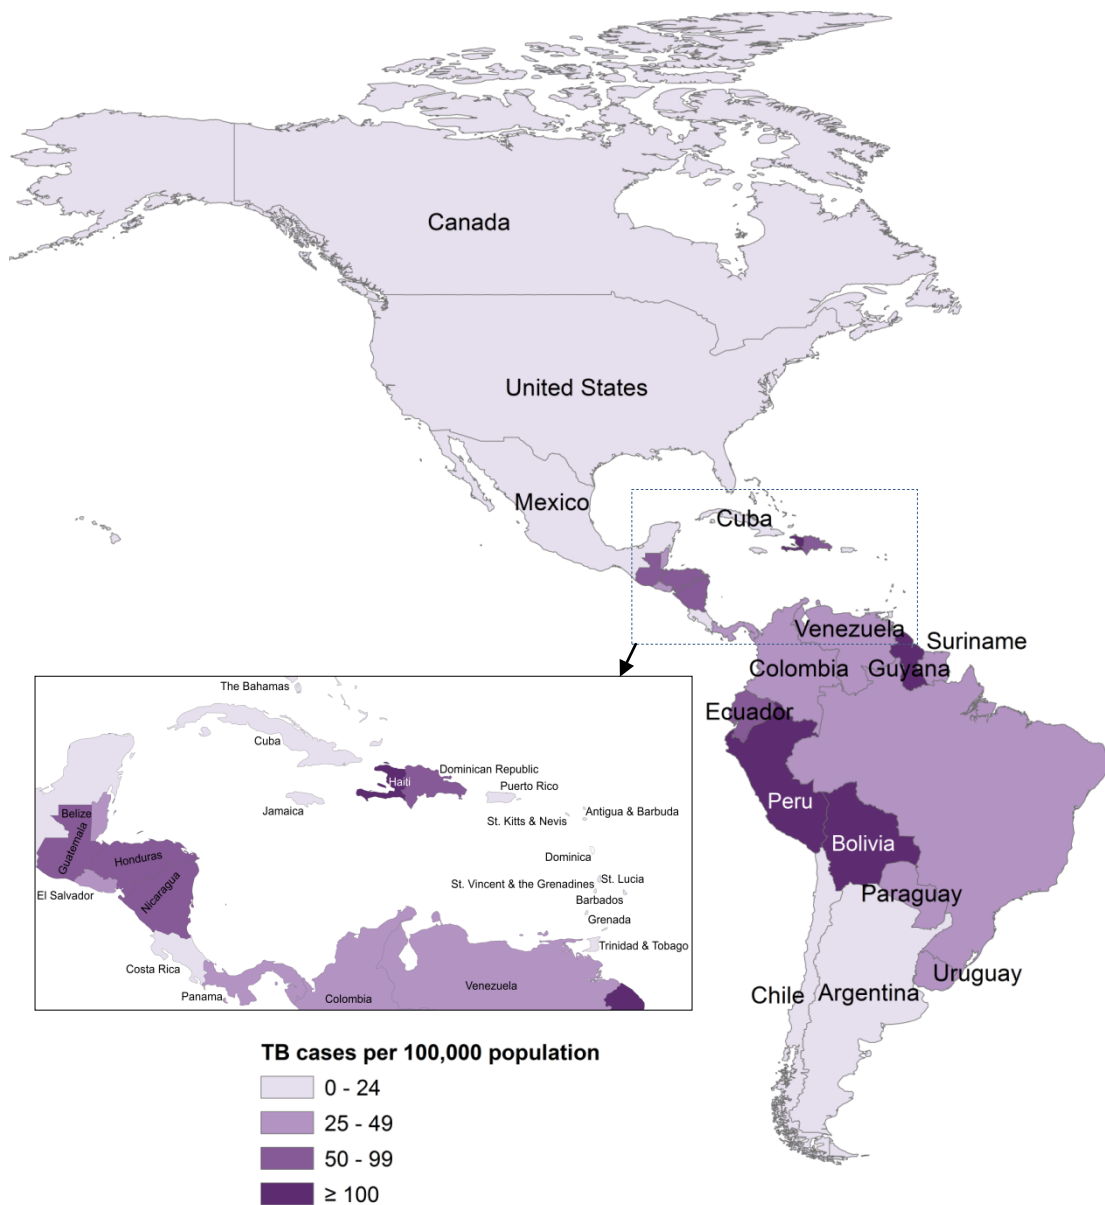 Canada
United States
Mexico
Cuba
Venezuela
Suriname
Colombia
Guyana
Ecuador
Peru
Bolivia
Paraguay
Uruguay
Chile
Argentina
The Bahamas
Cuba
Haiti
Dominican Republic
Puerto Rico
Jamaica
Antigua & Barbuda
St. Kitts & Nevis
Belize
Guatemala
Honduras
Dominica
Nicaragua
El Salvador
St. Vincent & the Grenadines
St. Lucia
Barbados
Grenada
Trinidad & Tobago
Costa Rica
Panama
Colombia
Venezuela
TB cases per 100,000 population
0 - 24
25 - 49
50 - 99
≥ 100